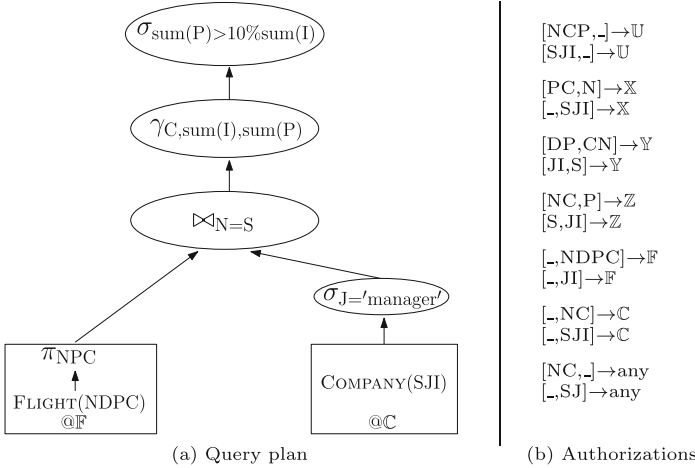 σsum(P)>10%sum(I)
γC,sum(I),sum(P)
⋈N=S
σJ='manager'
πNPC
FLIGHT(NDPC)
@𝔽
COMPANY(SJI)
@ℂ
(a) Query plan
[NCP,_]→𝕌
[SJI,_]→𝕌
[PC,N]→𝕏
[_,SJI]→𝕏
[DP,CN]→𝕐
[JI,S]→𝕐
[NC,P]→ℤ
[S,JI]→ℤ
[_,NDPC]→𝔽
[_,JI]→𝔽
[_,NC]→ℂ
[_,SJI]→ℂ
[NC,_]→any
[_,SJ]→any
(b) Authorizations